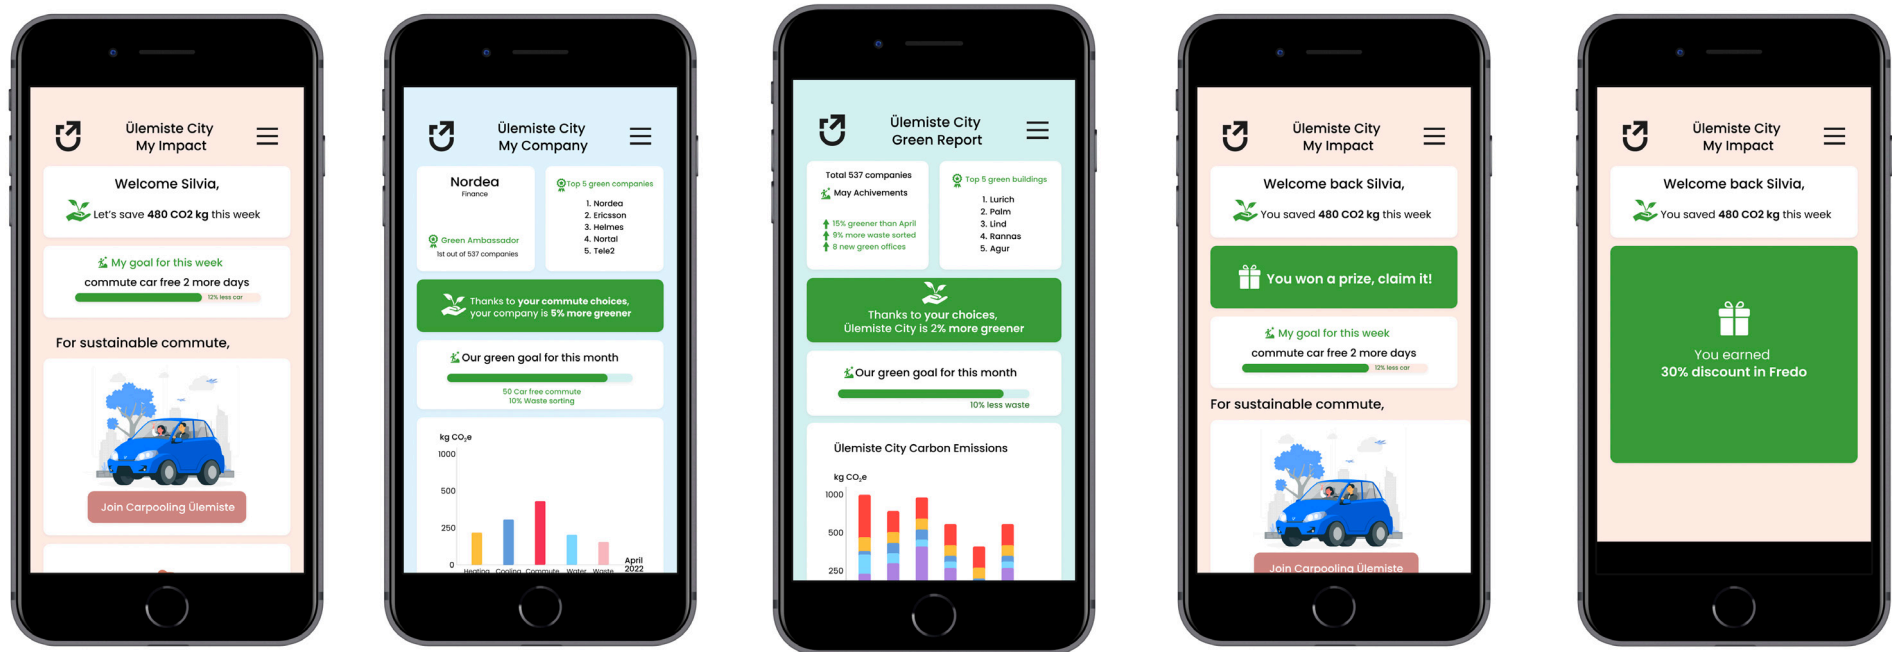 Ülemiste City
My Impact
Welcome Silvia,
Let's save 480 CO2 kg this week
My goal for this week
commute car free 2 more days
12% less car
For sustainable commute,
Join Carpooling Ülemiste
Ülemiste City
My Company
Nordea
Finance
Green Ambassador
1st out of 537 companies
Top 5 green companies
1. Nordea
2. Ericsson
3. Helmes
4. Nortal
5. Tele2
Thanks to your commute choices,
your company is 5% more greener
Our green goal for this month
50 Car free commute
10% Waste sorting
kg CO₂e
1000
500
250
0
Heating Cooling Commute Water Waste
April
2022
Ülemiste City
Green Report
Total 537 companies
May Achivements
15% greener than April
9% more waste sorted
8 new green offices
Top 5 green buildings
1. Lurich
2. Palm
3. Lind
4. Rannas
5. Agur
Thanks to your choices,
Ülemiste City is 2% more greener
Our green goal for this month
10% less waste
Ülemiste City Carbon Emissions
kg CO₂e
1000
500
250
Ülemiste City
My Impact
Welcome back Silvia,
You saved 480 CO2 kg this week
You won a prize, claim it!
My goal for this week
commute car free 2 more days
12% less car
For sustainable commute,
Join Carpooling Ülemiste
Ülemiste City
My Impact
Welcome back Silvia,
You saved 480 CO2 kg this week
You earned
30% discount in Fredo